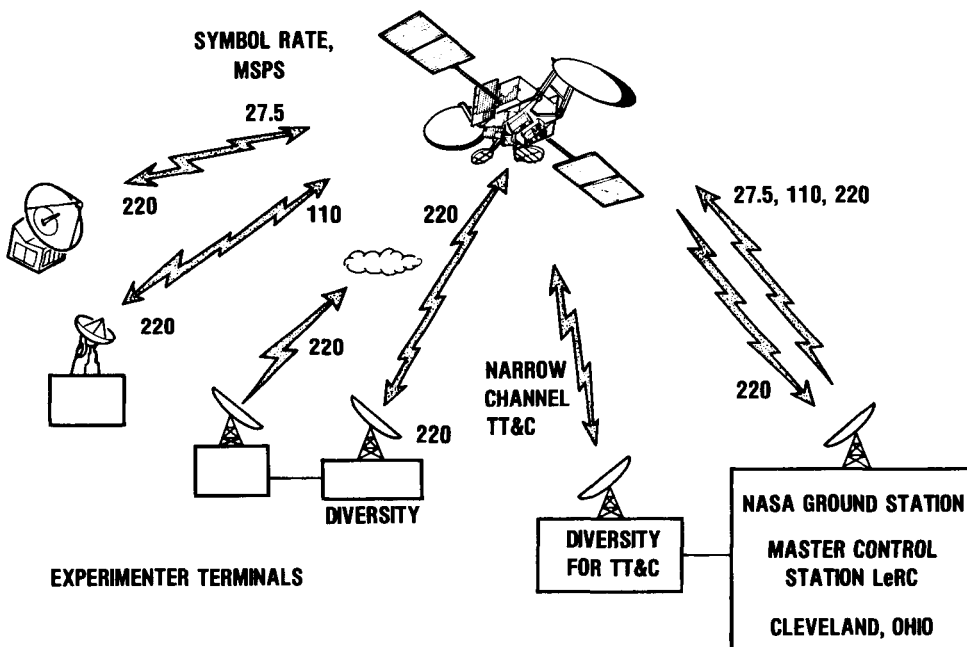 SYMBOL RATE,
MSPS
27.5
220
110
220
220
27.5, 110, 220
220
220
NARROW
CHANNEL
TT&C
220
220
DIVERSITY
DIVERSITY
FOR TT&C
NASA GROUND STATION
MASTER CONTROL
STATION LeRC
CLEVELAND, OHIO
EXPERIMENTER TERMINALS